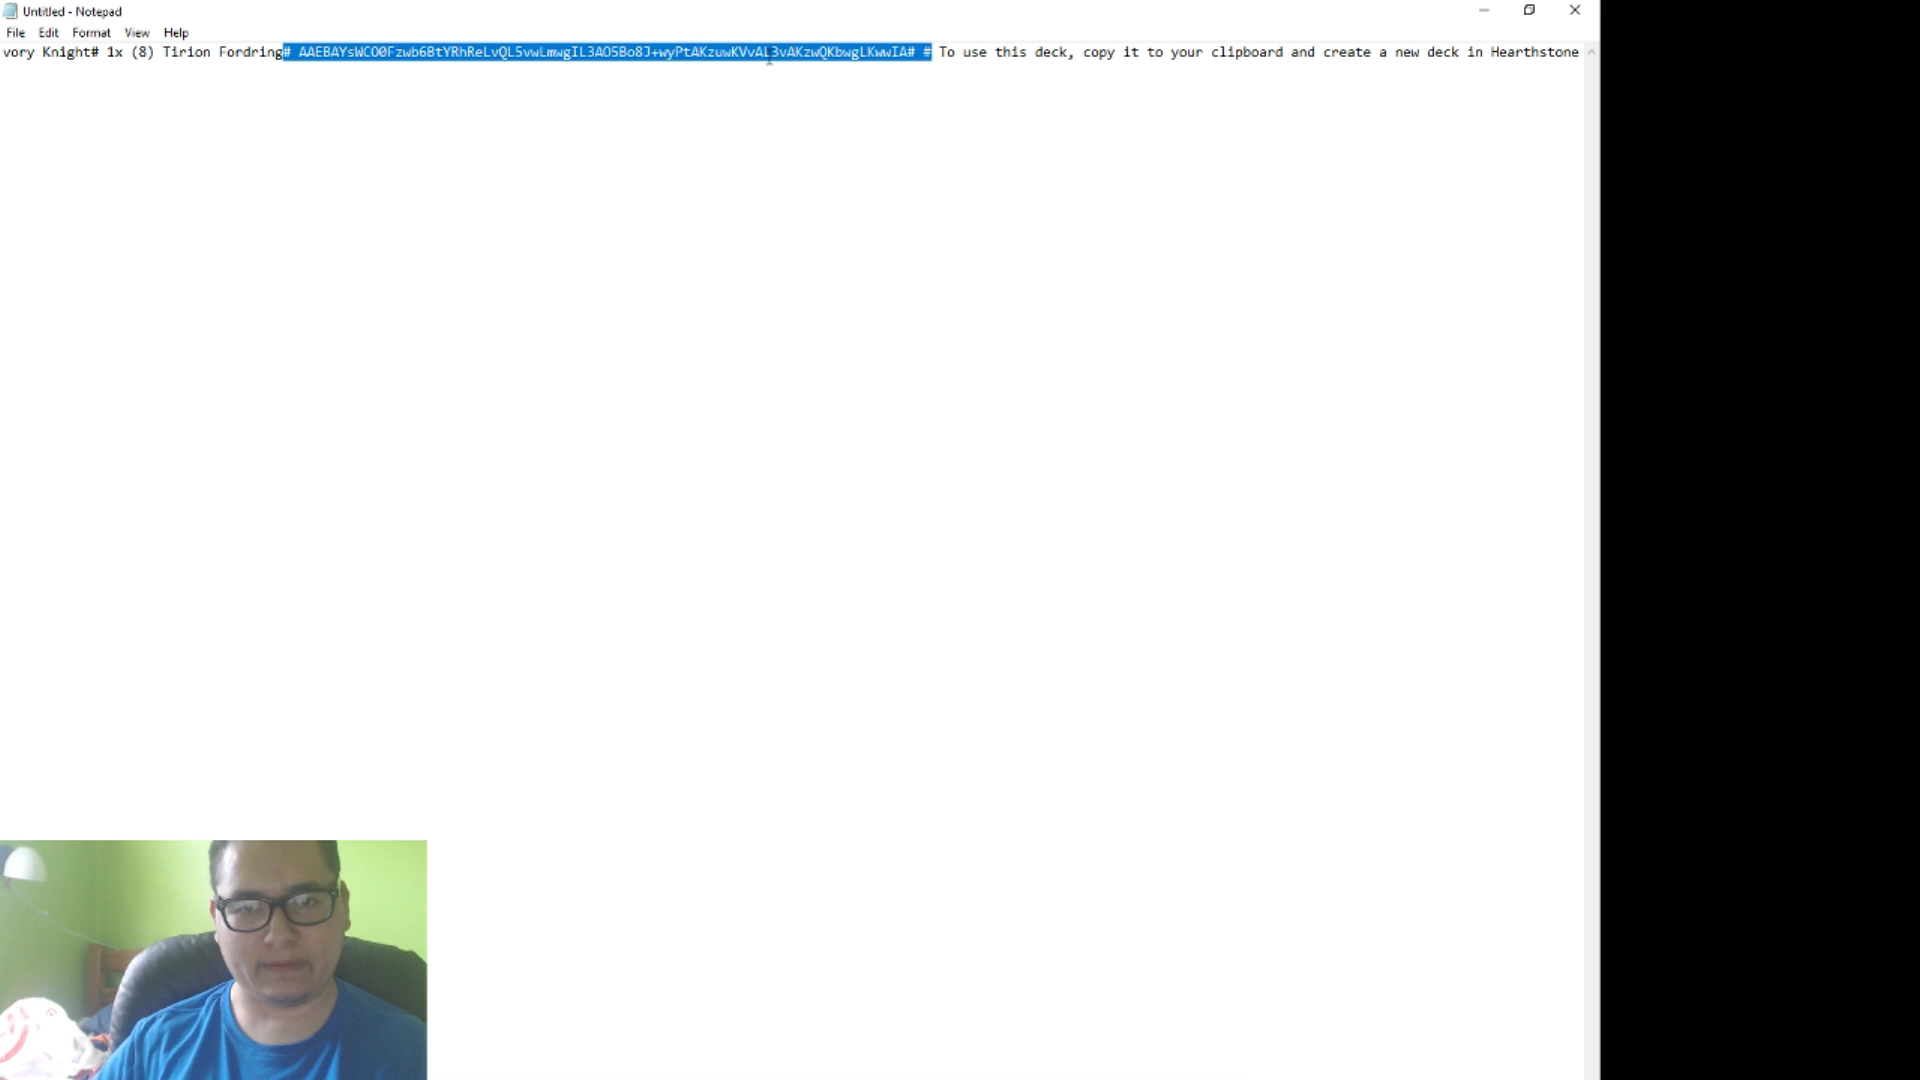 Untitled - Notepad
File Edit Format View Help
vory Knight# 1x (8) Tirion Fordring# AAEBAYsWCO0Fzwb6BtYRhReLvQL5vwLmwgIL3AO5Bo8J+wyPtAKzuwKVvAL3vAKzwQKbwgLKwwIA# # To use this deck, copy it to your clipboard and create a new deck in Hearthstone